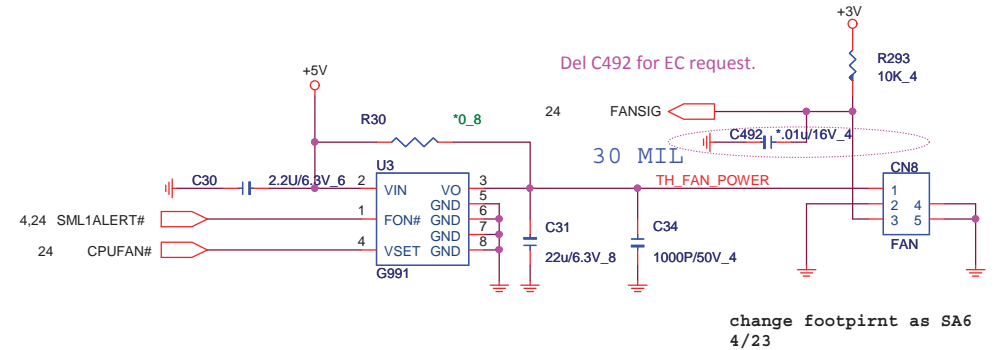 +3V
Del C492 for EC request.
R293
10K_4
+5V
24 FANSIG
R30 *0_8
C492 *.01u/16V_4
30 MIL
U3
CN8
C30 2.2U/6.3V_6 2 VIN VO 3
TH_FAN_POWER
1
GND 5
4,24 SML1ALERT# 1 FON# GND 6
2 4
3 5
GND 7
24 CPUFAN# 4 VSET GND 8
C31
C34
FAN
22u/6.3V_8
1000P/50V_4
G991
change footpirnt as SA6
4/23